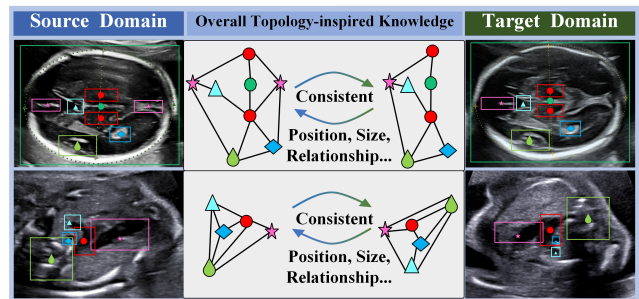 Source Domain
Overall Topology-inspired Knowledge
Target Domain
Consistent
Position, Size,
Relationship...
Consistent
Position, Size,
Relationship...